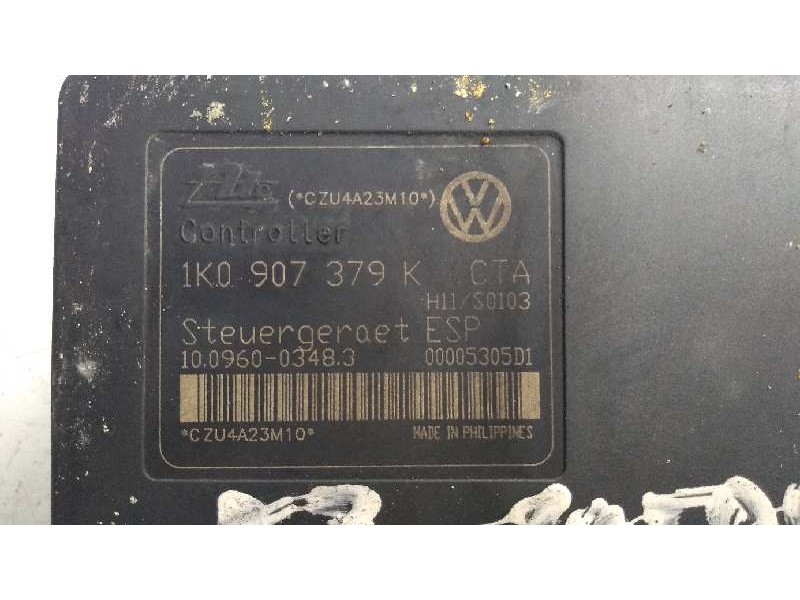 Ate (*CZU4A23M10*)
Controller
1K0 907 379 K CTA
H11/S0103
Steuergeraet ESP
10.0960-0348.3 00005305D1
*CZU4A23M10* MADE IN PHILIPPINES